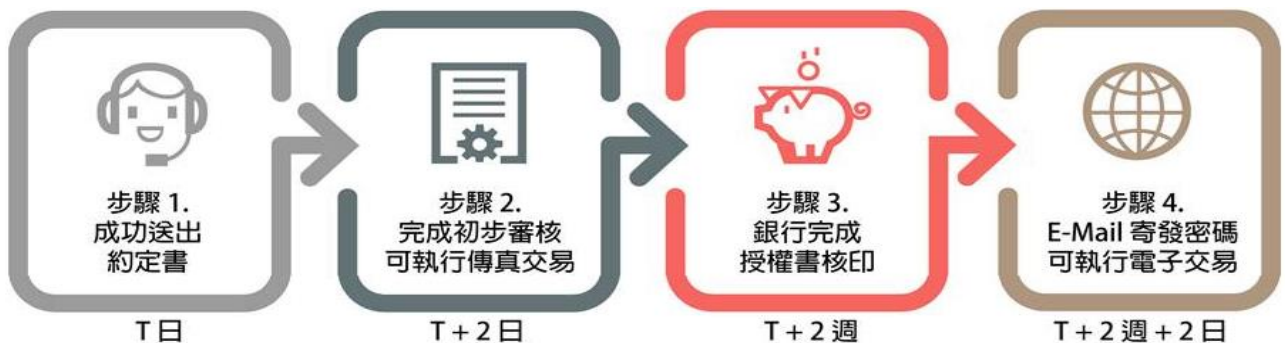 步驟 1.
成功送出
約定書
T 日
步驟 2.
完成初步審核
可執行傳真交易
T + 2 日
步驟 3.
銀行完成
授權書核印
T + 2 週
步驟 4.
E-Mail 寄發密碼
可執行電子交易
T + 2 週 + 2 日